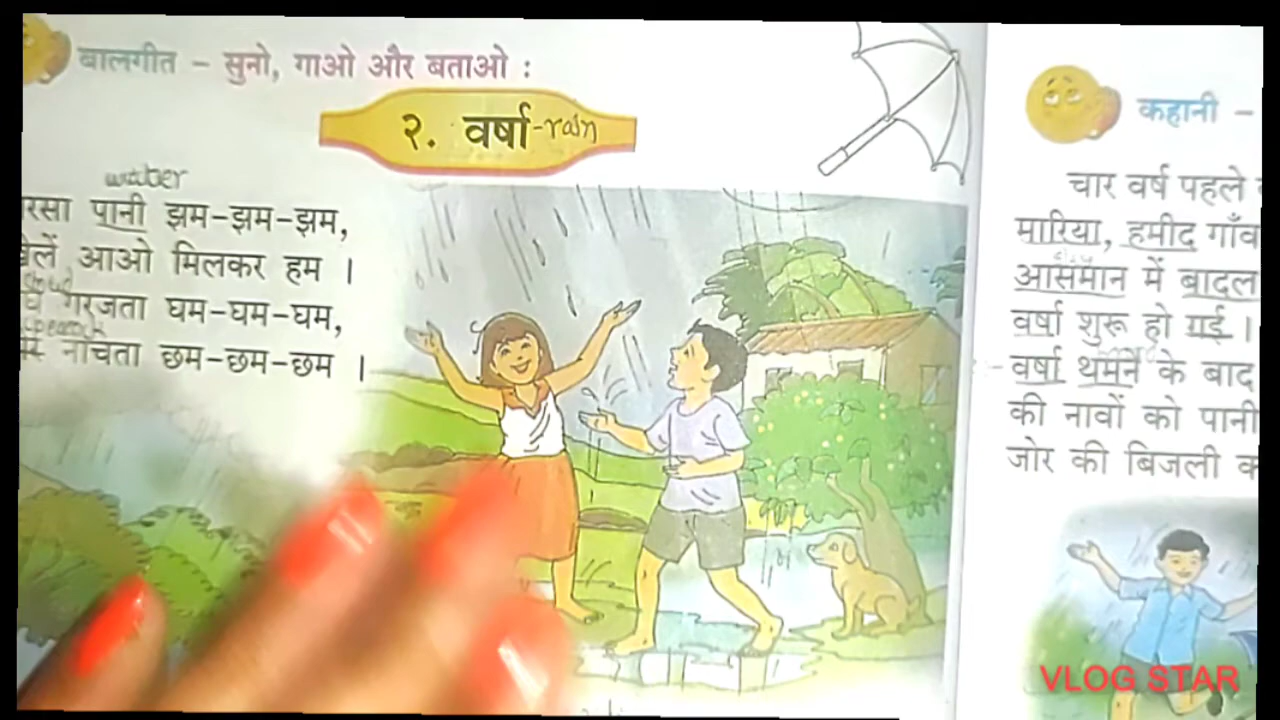 बालगीत – सुनो, गाओ और बताओ :
२. वर्षा -rain
water
पानी झम-झम-झम,
आओ मिलकर हम ।
गरजता घम-घम-घम,
नाचता छम-छम-छम ।
कहानी –
चार वर्ष पहले
मारिया, हमीद गाँव
आसमान में बादल
वर्षा शुरू हो गई ।
वर्षा थमने के बाद
की नावों को पानी
जोर की बिजली
VLOG STAR